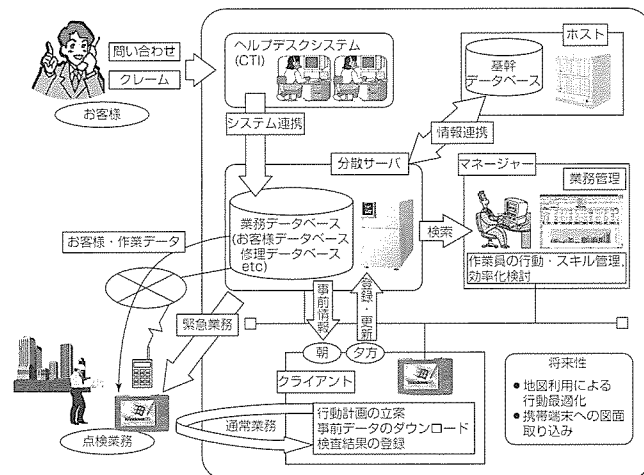 問い合わせ
クレーム
お客様
ヘルプデスクシステム
(CTI)
システム連携
ホスト
基幹
データベース
情報連携
分散サーバ
業務データベース
(お客様データベース
修理データベース
etc)
検索
マネージャー
業務管理
作業員の行動・スキル管理,
効率化検討
お客様・作業データ
緊急業務
事前情報
登録・更新
朝
夕方
クライアント
点検業務
通常業務
行動計画の立案
事前データのダウンロード
検査結果の登録
将来性
● 地図利用による
行動最適化
● 携帯端末への図面
取り込み